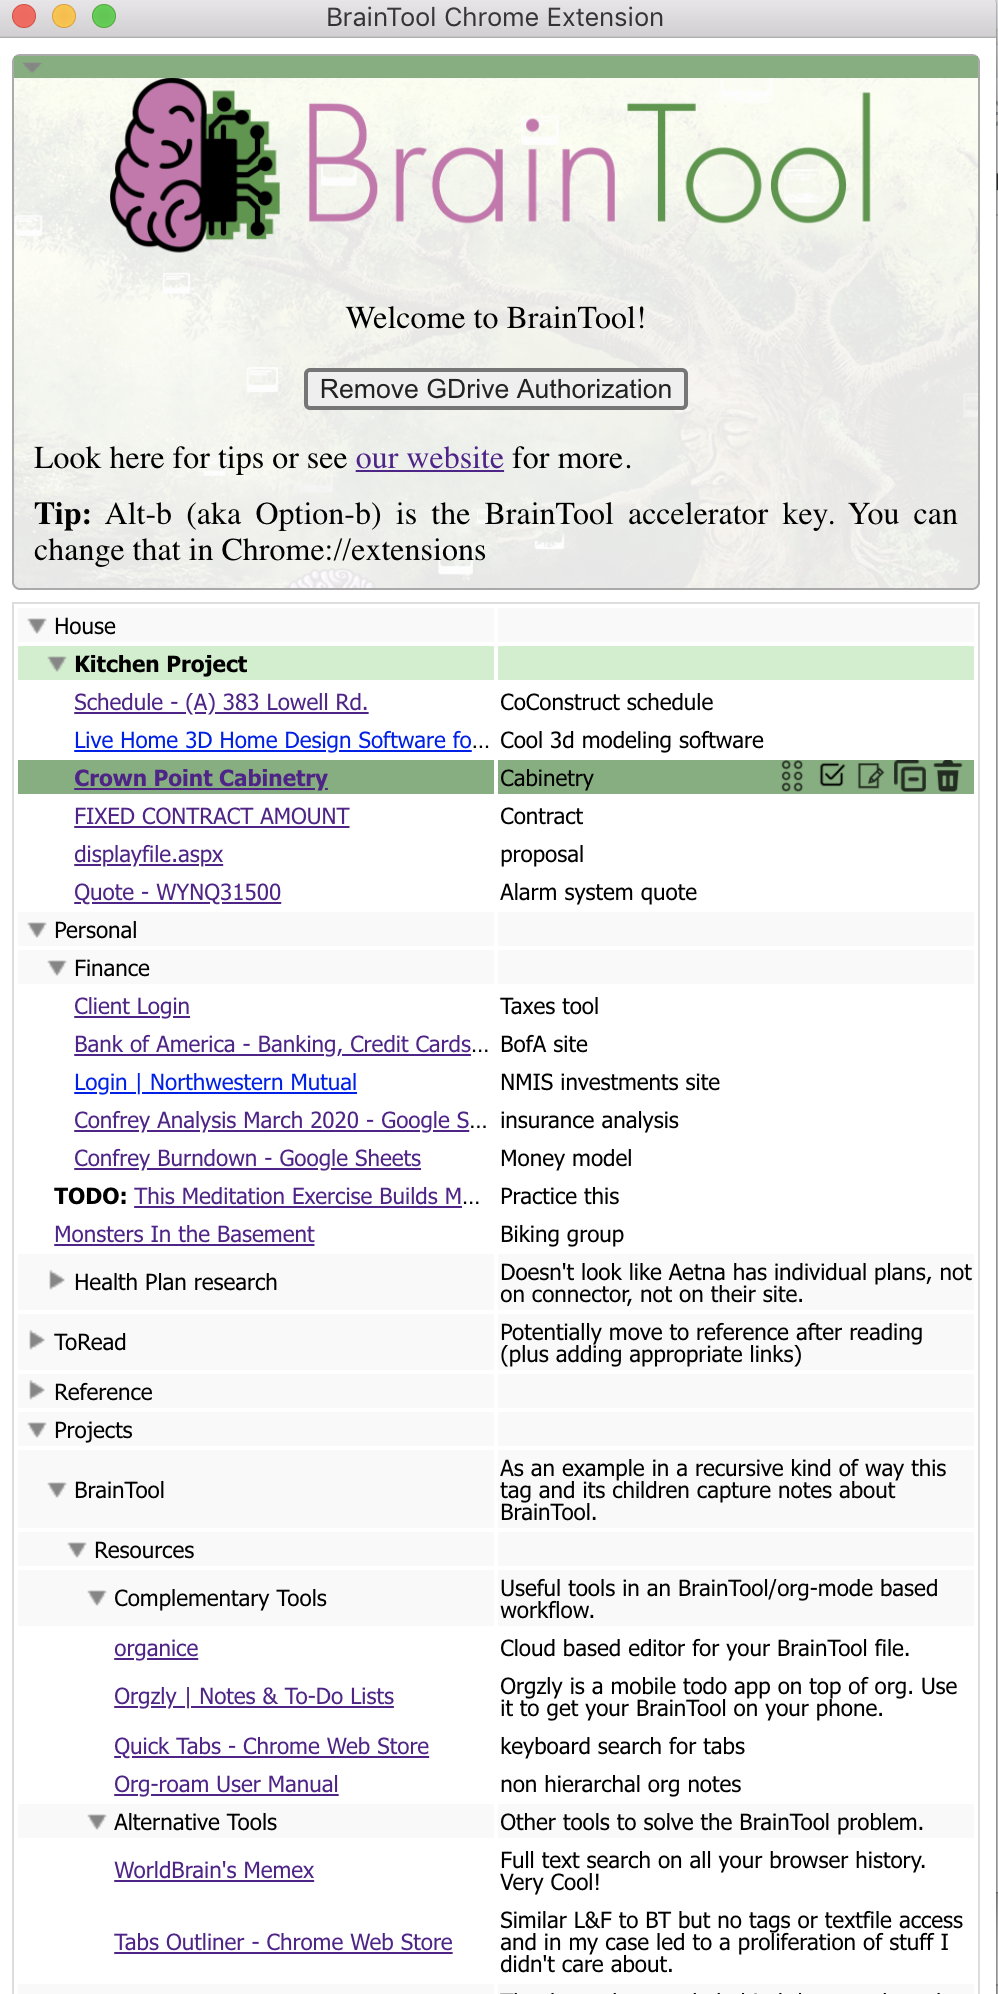 BrainTool Chrome Extension
BrainTool
Welcome to BrainTool!
Remove GDrive Authorization
Look here for tips or see our website for more.
Tip: Alt-b (aka Option-b) is the BrainTool accelerator key. You can
change that in Chrome://extensions
House
Kitchen Project
Schedule - (A) 383 Lowell Rd. CoConstruct schedule
Live Home 3D Home Design Software fo... Cool 3d modeling software
Crown Point Cabinetry Cabinetry
FIXED CONTRACT AMOUNT Contract
displayfile.aspx proposal
Quote - WYNQ31500 Alarm system quote
Personal
Finance
Client Login Taxes tool
Bank of America - Banking, Credit Cards... BofA site
Login | Northwestern Mutual NMIS investments site
Confrey Analysis March 2020 - Google S... insurance analysis
Confrey Burndown - Google Sheets Money model
TODO: This Meditation Exercise Builds M... Practice this
Monsters In the Basement Biking group
Health Plan research
Doesn't look like Aetna has individual plans, not
on connector, not on their site.
ToRead
Potentially move to reference after reading
(plus adding appropriate links)
Reference
Projects
BrainTool
As an example in a recursive kind of way this
tag and its children capture notes about
BrainTool.
Resources
Complementary Tools
Useful tools in an BrainTool/org-mode based
workflow.
organice Cloud based editor for your BrainTool file.
Orgzly | Notes & To-Do Lists
Orgzly is a mobile todo app on top of org. Use
it to get your BrainTool on your phone.
Quick Tabs - Chrome Web Store keyboard search for tabs
Org-roam User Manual non hierarchal org notes
Alternative Tools Other tools to solve the BrainTool problem.
WorldBrain's Memex
Full text search on all your browser history.
Very Cool!
Tabs Outliner - Chrome Web Store
Similar L&F to BT but no tags or textfile access
and in my case led to a proliferation of stuff I
didn't care about.